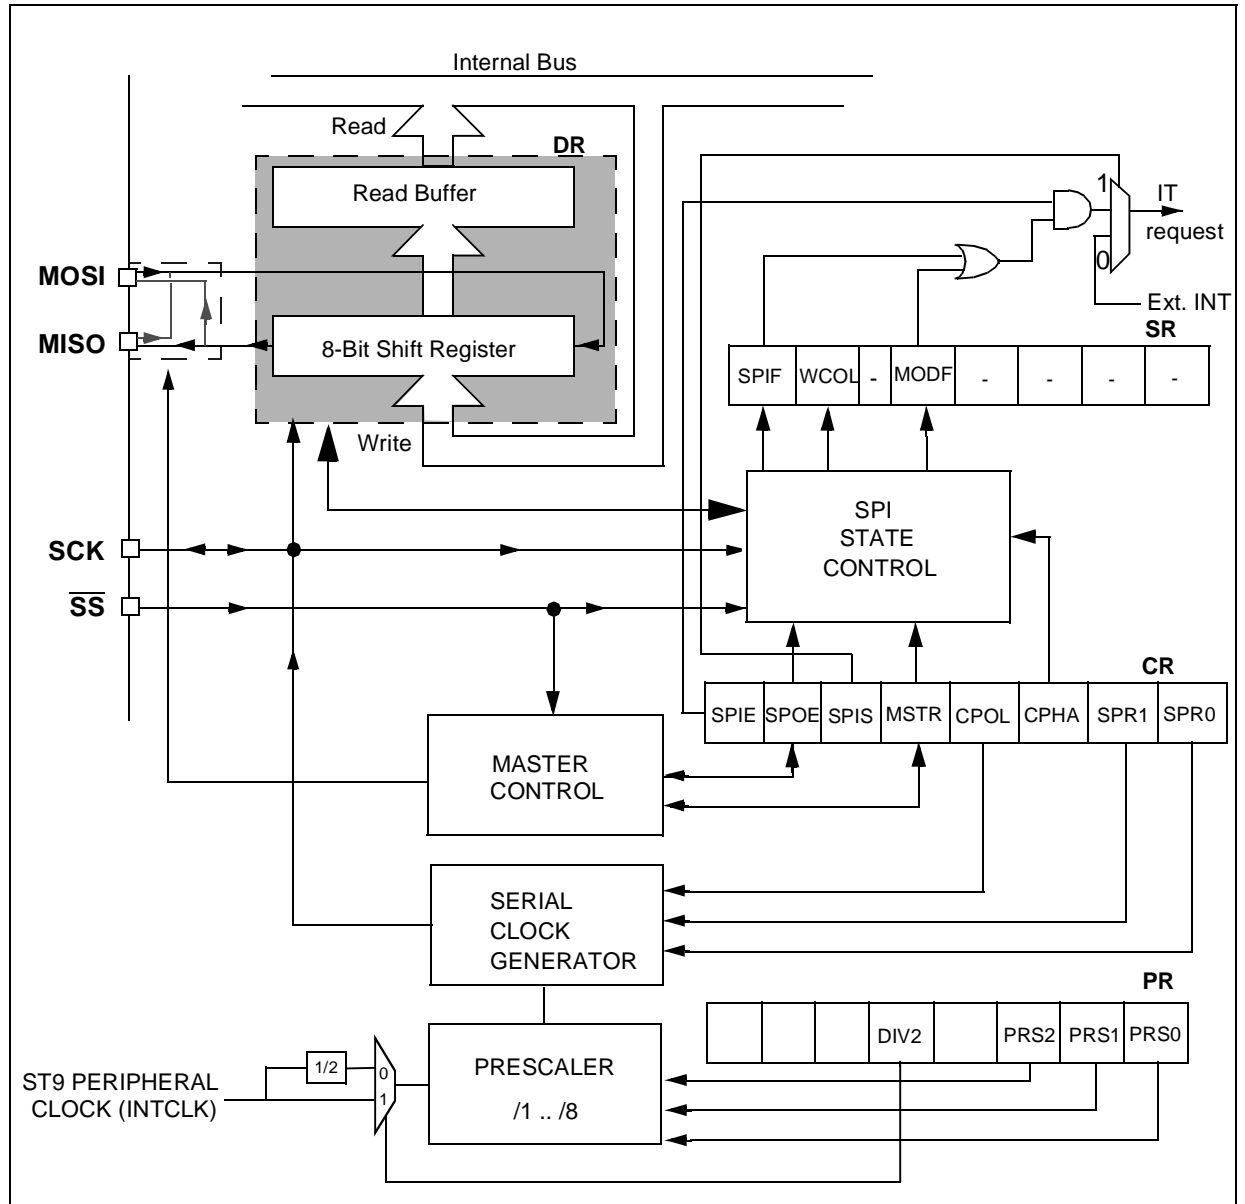 Internal Bus
Read
DR
Read Buffer
1
IT
request
0
Ext. INT
MOSI
MISO
8-Bit Shift Register
SR
SPIF WCOL - MODF - - - -
Write
SPI
STATE
CONTROL
SCK
SS
CR
SPIE SPOE SPIS MSTR CPOL CPHA SPR1 SPR0
MASTER
CONTROL
SERIAL
CLOCK
GENERATOR
PR
DIV2 PRS2 PRS1 PRS0
1/2
0
1
ST9 PERIPHERAL
CLOCK (INTCLK)
PRESCALER
/1 .. /8